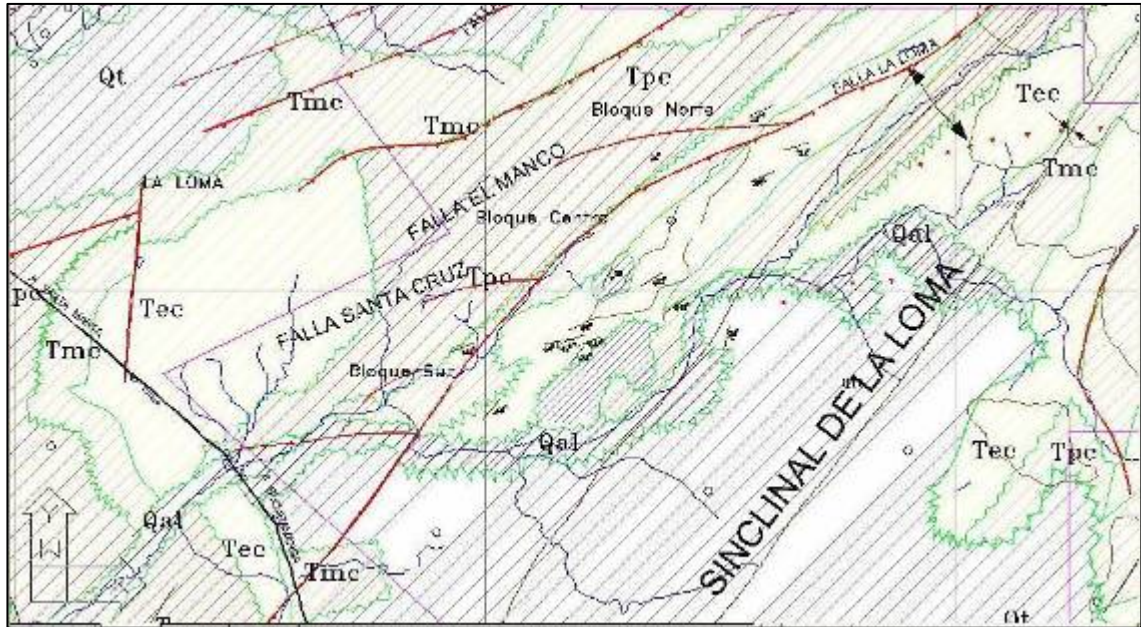 Qt
Tmc
Tmc
Tpc
Bloque Norte
FALLA LA LOMA
Tec
Tmc
LA LOMA
FALLA EL MANCO
Bloque Centro
Qal
FALLA SANTA CRUZ
Tpc
Tec
Tmc
Bloque Sur
SINCLINAL DE LA LOMA
Qal
Tec
Tpc
Qal
Tec
Tmc
Qt